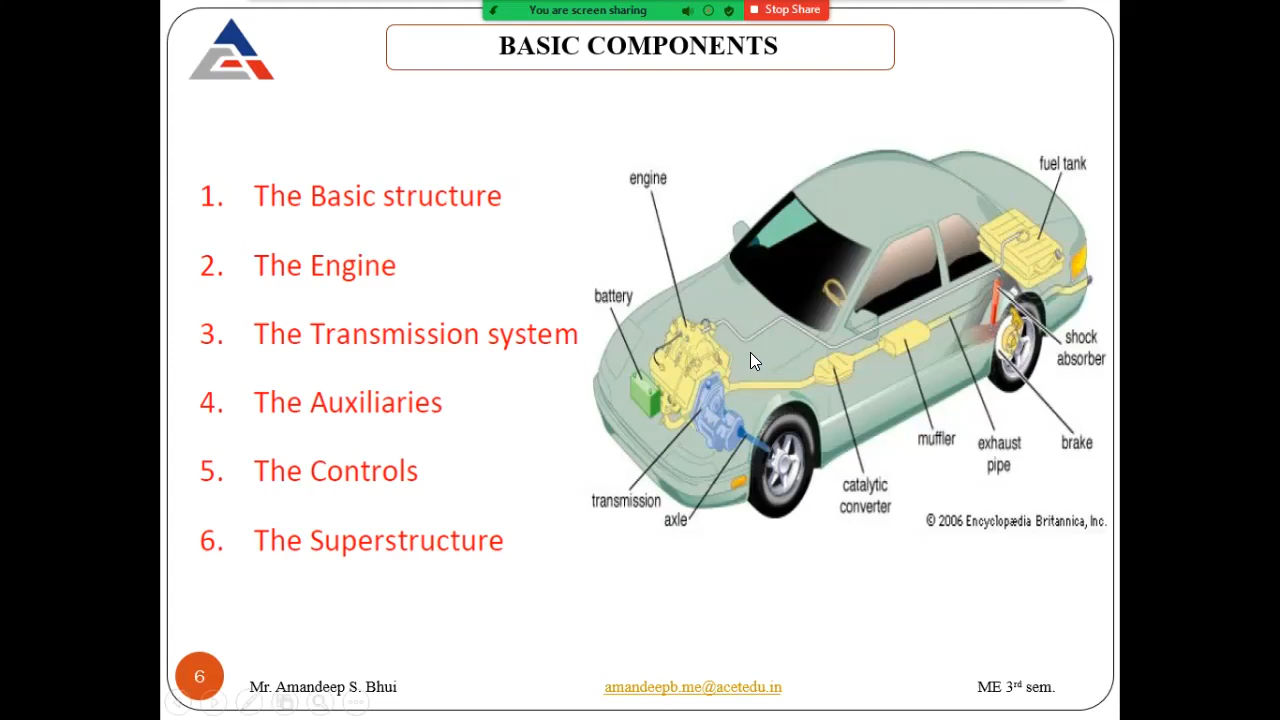 You are screen sharing
Stop Share
BASIC COMPONENTS
1. The Basic structure
2. The Engine
3. The Transmission system
4. The Auxiliaries
5. The Controls
6. The Superstructure
fuel tank
engine
battery
shock
absorber
muffler
exhaust
pipe
brake
catalytic
converter
transmission
axle
© 2006 Encyclopædia Britannica, Inc.
6
Mr. Amandeep S. Bhui
amandeepb.me@acetedu.in
ME 3rd sem.